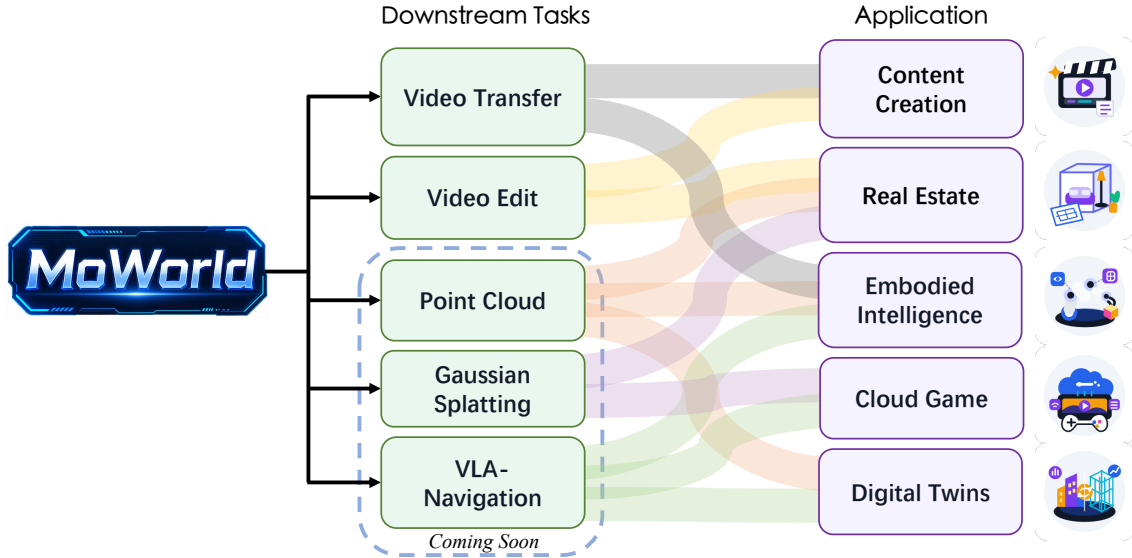 Downstream Tasks
Application
MoWorld
Video Transfer
Video Edit
Point Cloud
Gaussian
Splatting
VLA-
Navigation
Coming Soon
Content
Creation
Real Estate
Embodied
Intelligence
Cloud Game
Digital Twins